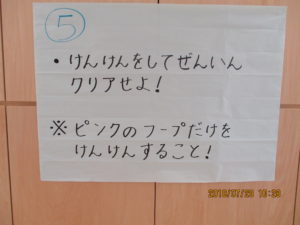 ⑤
・けんけんをしてぜんいん
クリアせよ！
※ピンクのフープだけを
けんけんすること！